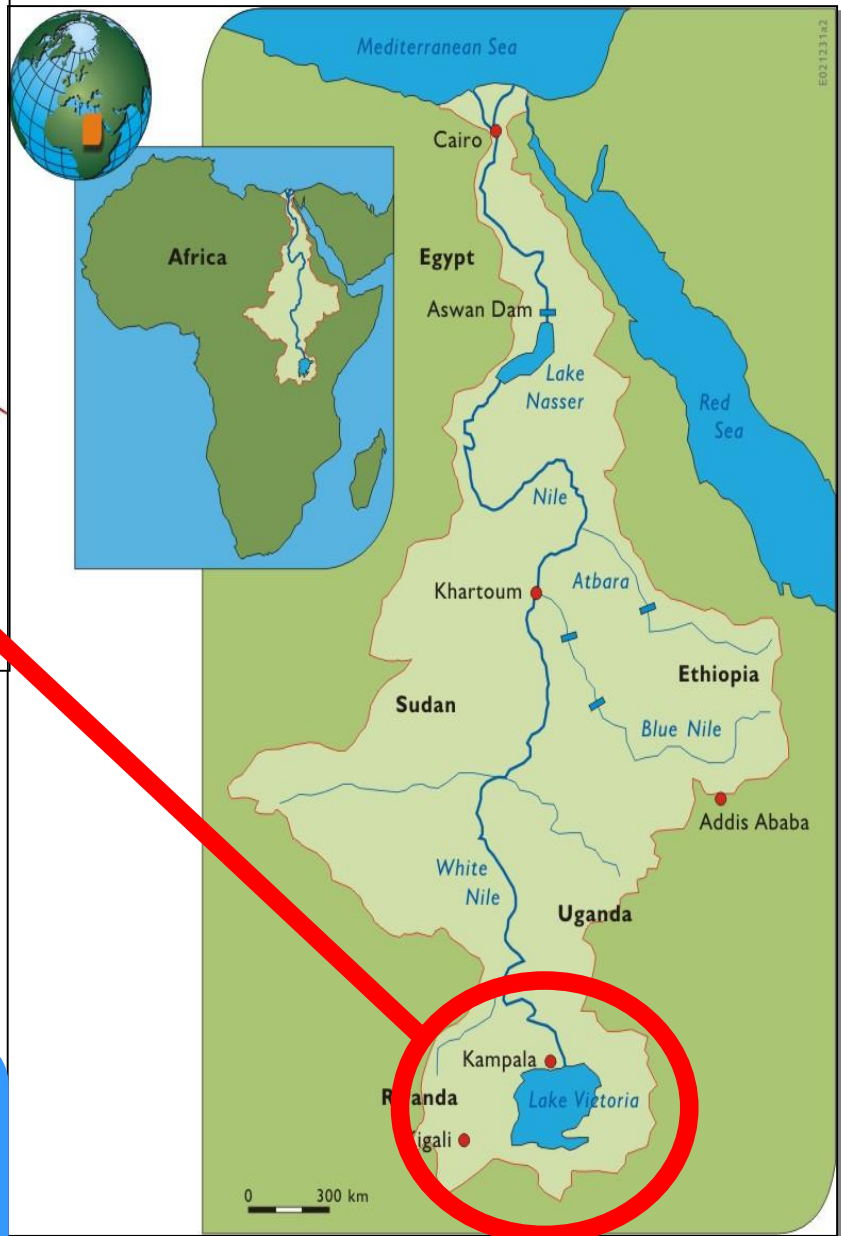 Mediterranean Sea
E021231a2
Cairo
Africa
Egypt
Aswan Dam
Lake
Nasser
Red
Sea
Nile
Khartoum
Atbara
Ethiopia
Sudan
Blue Nile
Addis Ababa
White
Nile
Uganda
Kampala
Lake Victoria
0 300 km